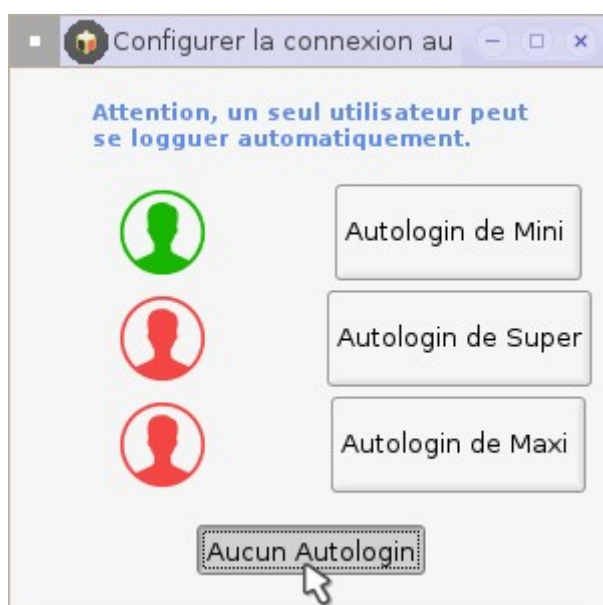 Configurer la connexion au
Attention, un seul utilisateur peut
se logguer automatiquement.
Autologin de Mini
Autologin de Super
Autologin de Maxi
Aucun Autologin